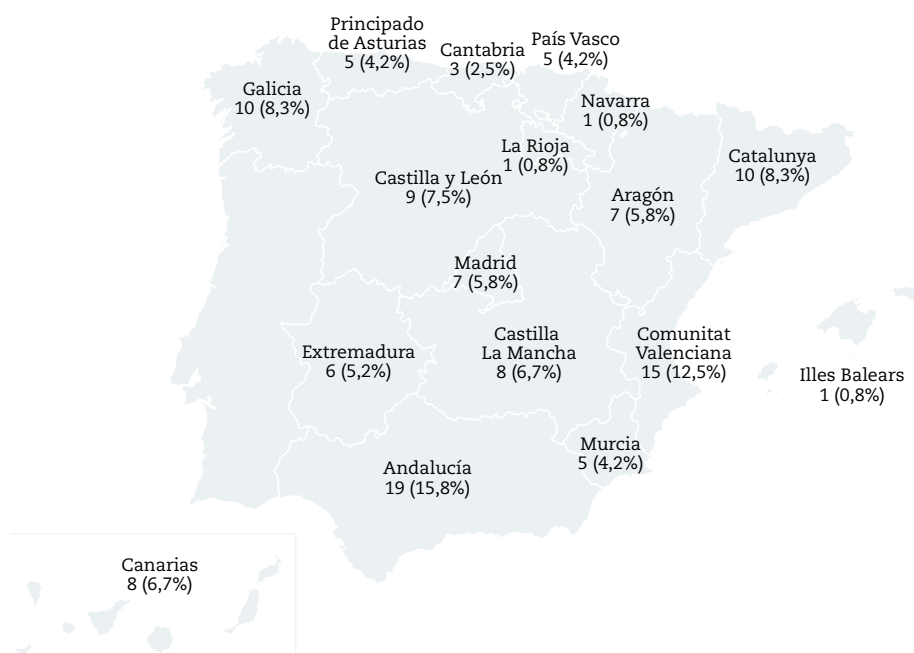 Principado
de Asturias
5 (4,2%)
Cantabria
3 (2,5%)
País Vasco
5 (4,2%)
Galicia
10 (8,3%)
Navarra
1 (0,8%)
La Rioja
1 (0,8%)
Catalunya
10 (8,3%)
Castilla y León
9 (7,5%)
Aragón
7 (5,8%)
Madrid
7 (5,8%)
Extremadura
6 (5,2%)
Castilla
La Mancha
8 (6,7%)
Comunitat
Valenciana
15 (12,5%)
Illes Balears
1 (0,8%)
Murcia
5 (4,2%)
Andalucía
19 (15,8%)
Canarias
8 (6,7%)